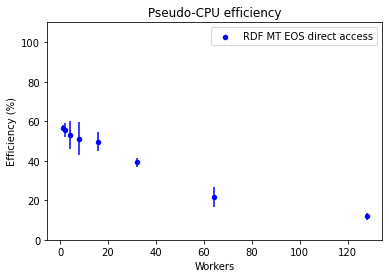 Pseudo-CPU efficiency
RDF MT EOS direct access
Efficiency (%)
100
80
60
40
20
0
0 20 40 60 80 100 120
Workers